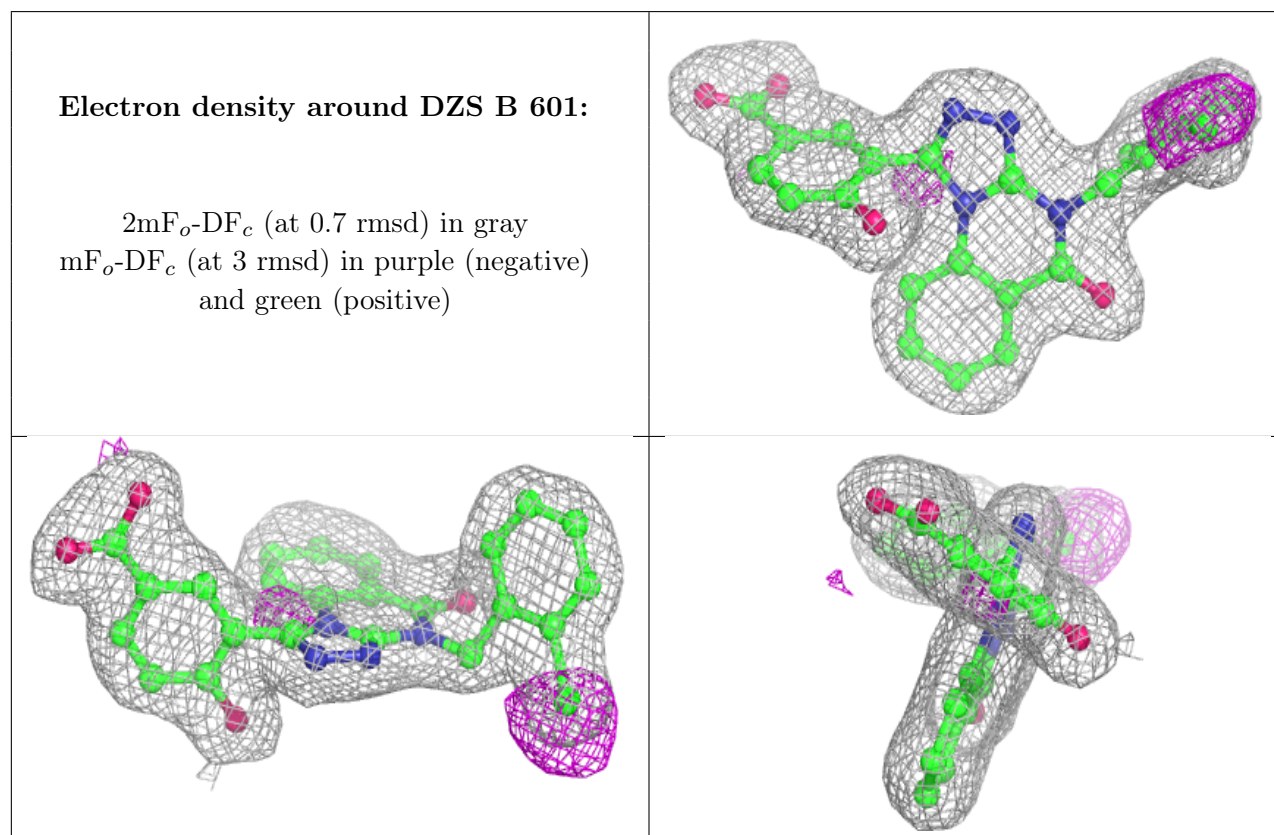 Electron density around DZS B 601:
2mFo-DFc (at 0.7 rmsd) in gray
mFo-DFc (at 3 rmsd) in purple (negative)
and green (positive)